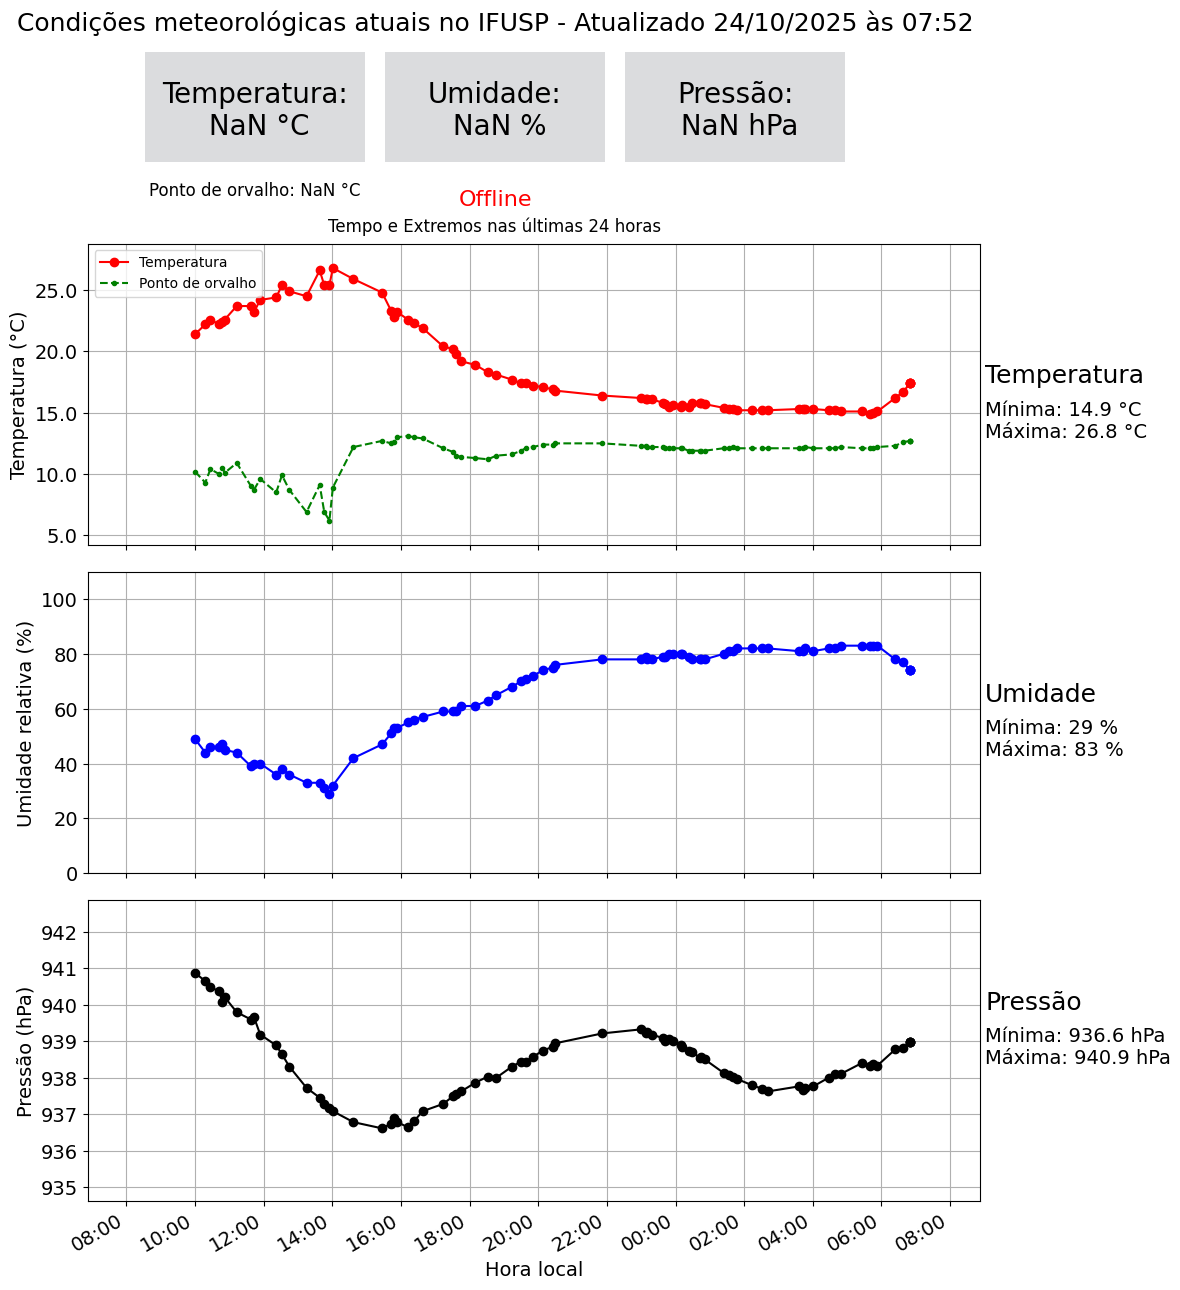 Condições meteorológicas atuais no IFUSP - Atualizado 24/10/2025 às 07:52
Temperatura:
NaN °C
Umidade:
NaN %
Pressão:
NaN hPa
Ponto de orvalho: NaN °C
Offline
Tempo e Extremos nas últimas 24 horas
Temperatura
Ponto de orvalho
Temperatura (°C)
25.0
20.0
15.0
10.0
5.0
Temperatura
Mínima: 14.9 °C
Máxima: 26.8 °C
Umidade relativa (%)
100
80
60
40
20
0
Umidade
Mínima: 29 %
Máxima: 83 %
Pressão (hPa)
942
941
940
939
938
937
936
935
Pressão
Mínima: 936.6 hPa
Máxima: 940.9 hPa
08:00
10:00
12:00
14:00
16:00
18:00
20:00
22:00
00:00
02:00
04:00
06:00
08:00
Hora local